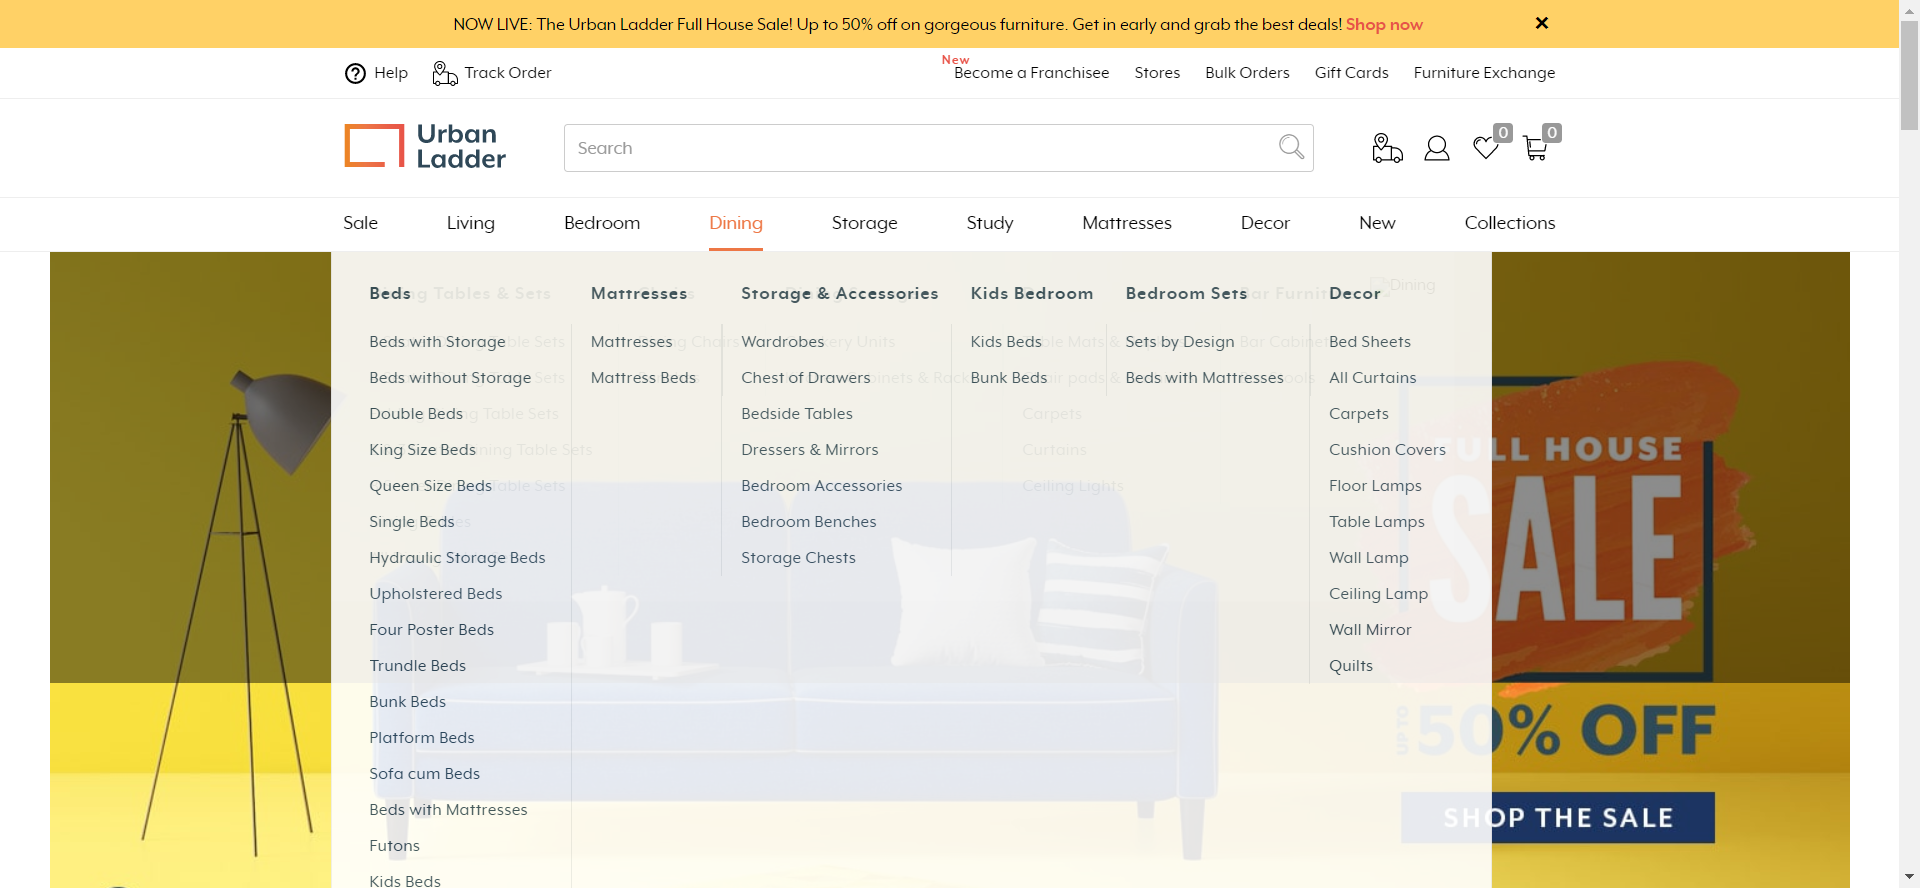 NOW LIVE: The Urban Ladder Full House Sale! Up to 50% off on gorgeous furniture. Get in early and grab the best deals! Shop now
Help
Track Order
New
Become a Franchisee
Stores
Bulk Orders
Gift Cards
Furniture Exchange
Urban
Ladder
Search
0
0
Sale
Living
Bedroom
Dining
Storage
Study
Mattresses
Decor
New
Collections
Beds
Beds with Storage
Beds without Storage
Double Beds
King Size Beds
Queen Size Beds
Single Beds
Hydraulic Storage Beds
Upholstered Beds
Four Poster Beds
Trundle Beds
Bunk Beds
Platform Beds
Sofa cum Beds
Beds with Mattresses
Futons
Kids Beds
Mattresses
Mattresses
Mattress Beds
Storage & Accessories
Wardrobes
Chest of Drawers
Bedside Tables
Dressers & Mirrors
Bedroom Accessories
Bedroom Benches
Storage Chests
Kids Bedroom
Kids Beds
Bunk Beds
Bedroom Sets
Sets by Design
Beds with Mattresses
Decor
Bed Sheets
All Curtains
Carpets
Cushion Covers
Floor Lamps
Table Lamps
Wall Lamp
Ceiling Lamp
Wall Mirror
Quilts
Tables & Sets
Carpets
Curtains
Ceiling Lights
Dining
FULL HOUSE
SALE
UP TO
50% OFF
SHOP THE SALE